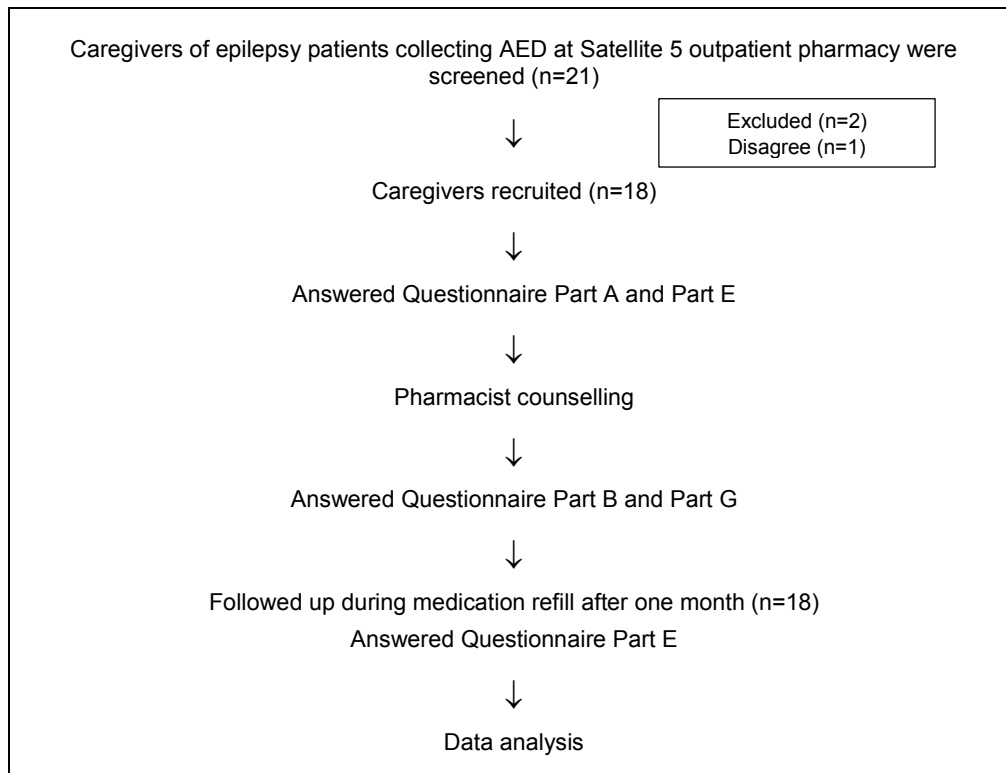 Caregivers of epilepsy patients collecting AED at Satellite 5 outpatient pharmacy were
screened (n=21)
Excluded (n=2)
Disagree (n=1)
Caregivers recruited (n=18)
Answered Questionnaire Part A and Part E
Pharmacist counselling
Answered Questionnaire Part B and Part G
Followed up during medication refill after one month (n=18)
Answered Questionnaire Part E
Data analysis